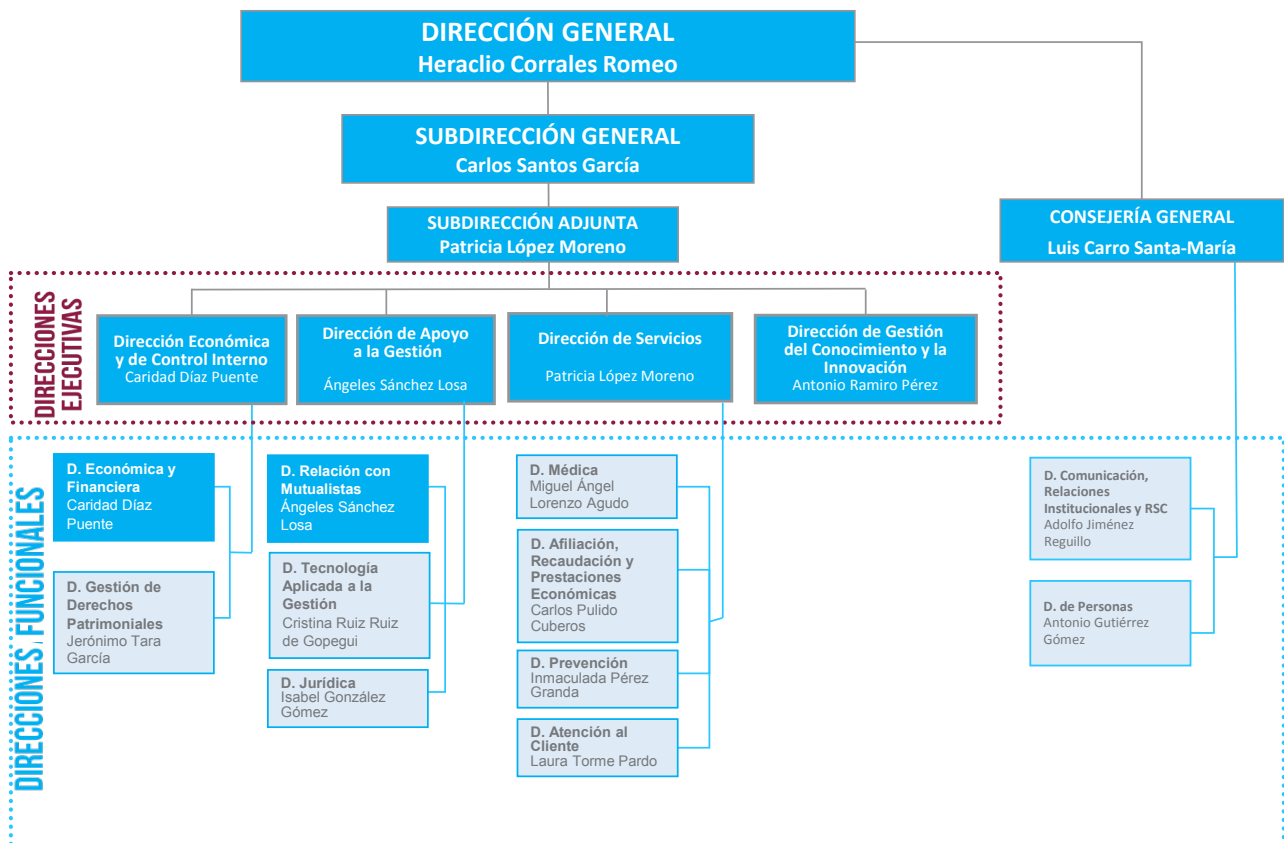 DIRECCIÓN GENERAL
Heraclio Corrales Romeo
SUBDIRECCIÓN GENERAL
Carlos Santos García
SUBDIRECCIÓN ADJUNTA
Patricia López Moreno
CONSEJERÍA GENERAL
Luis Carro Santa-María
DIRECCIONES
EJECUTIVAS
Dirección Económica
y de Control Interno
Caridad Díaz Puente
Dirección de Apoyo
a la Gestión
Ángeles Sánchez Losa
Dirección de Servicios
Patricia López Moreno
Dirección de Gestión
del Conocimiento y la
Innovación
Antonio Ramiro Pérez
DIRECCIONES FUNCIONALES
D. Económica y
Financiera
Caridad Díaz
Puente
D. Gestión de
Derechos
Patrimoniales
Jerónimo Tara
García
D. Relación con
Mutualistas
Ángeles Sánchez
Losa
D. Tecnología
Aplicada a la
Gestión
Cristina Ruiz Ruiz
de Gopegui
D. Jurídica
Isabel González
Gómez
D. Médica
Miguel Ángel
Lorenzo Agudo
D. Afiliación,
Recaudación y
Prestaciones
Económicas
Carlos Pulido
Cuberos
D. Prevención
Inmaculada Pérez
Granda
D. Atención al
Cliente
Laura Torme Pardo
D. Comunicación,
Relaciones
Institucionales y RSC
Adolfo Jiménez
Reguillo
D. de Personas
Antonio Gutiérrez
Gómez